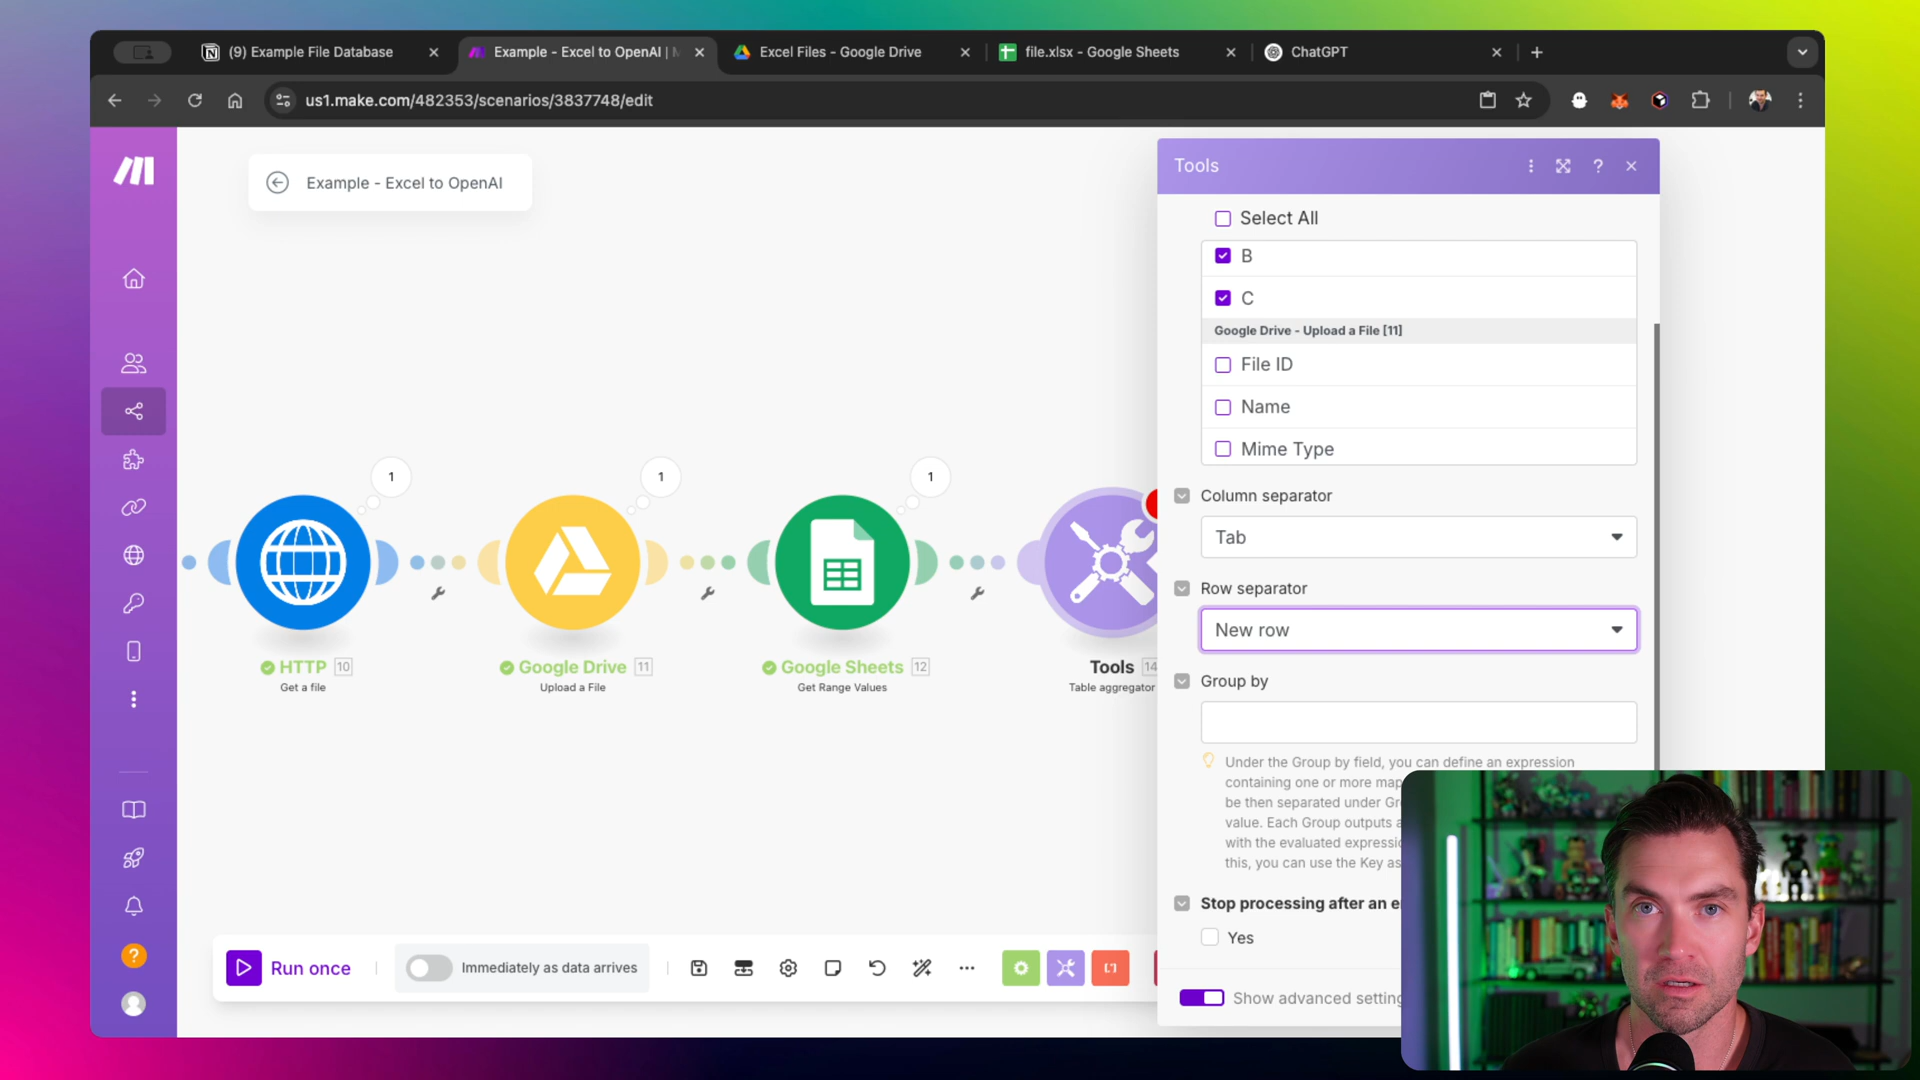 (9) Example File Database
Example - Excel to OpenAI |
Excel Files - Google Drive
file.xlsx - Google Sheets
ChatGPT
us1.make.com/482353/scenarios/3837748/edit
Example - Excel to OpenAI
Tools
Select All
B
C
Google Drive - Upload a File [11]
File ID
Name
Mime Type
Column separator
Tab
Row separator
New row
Group by
Under the Group by field, you can define an expression
containing one or more
be then separated under
value. Each Group outputs
with the evaluated
this, you can use the Key
Stop processing after an
Yes
Show advanced
1
1
1
HTTP 10
Get a file
Google Drive 11
Upload a File
Google Sheets 12
Get Range Values
Tools 14
Table aggregator
Run once
Immediately as data arrives
?